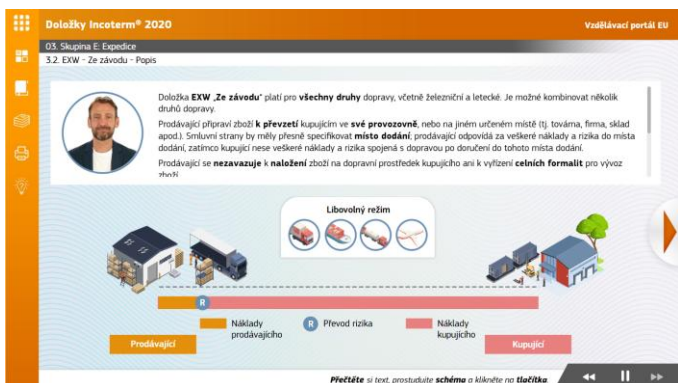 Doložky Incoterm® 2020
Vzdělávací portál EU
03. Skupina E: Expedice
3.2. EXW - Ze závodu - Popis
Doložka EXW „Ze závodu“ platí pro všechny druhy dopravy, včetně železniční a letecké. Je možné kombinovat několik
druhů dopravy.
Prodávající připraví zboží k převzetí kupujícím ve své provozovně, nebo na jiném určeném místě (tj. továrna, firma, sklad
apod.). Smluvní strany by měly přesně specifikovat místo dodání; prodávající odpovídá za veškeré náklady a rizika do místa
dodání, zatímco kupující nese veškeré náklady a rizika spojená s dopravou po doručení do tohoto místa dodání.
Prodávající se nezavazuje k naložení zboží na dopravní prostředek kupujícího ani k vyřízení celních formalit pro vývoz
zboží
Libovolný režim
R
Náklady
prodávajícího
R
Převod rizika
Náklady
kupujícího
Prodávající
Kupující
Přečtěte si text, prostudujte schéma a klikněte na tlačítka.